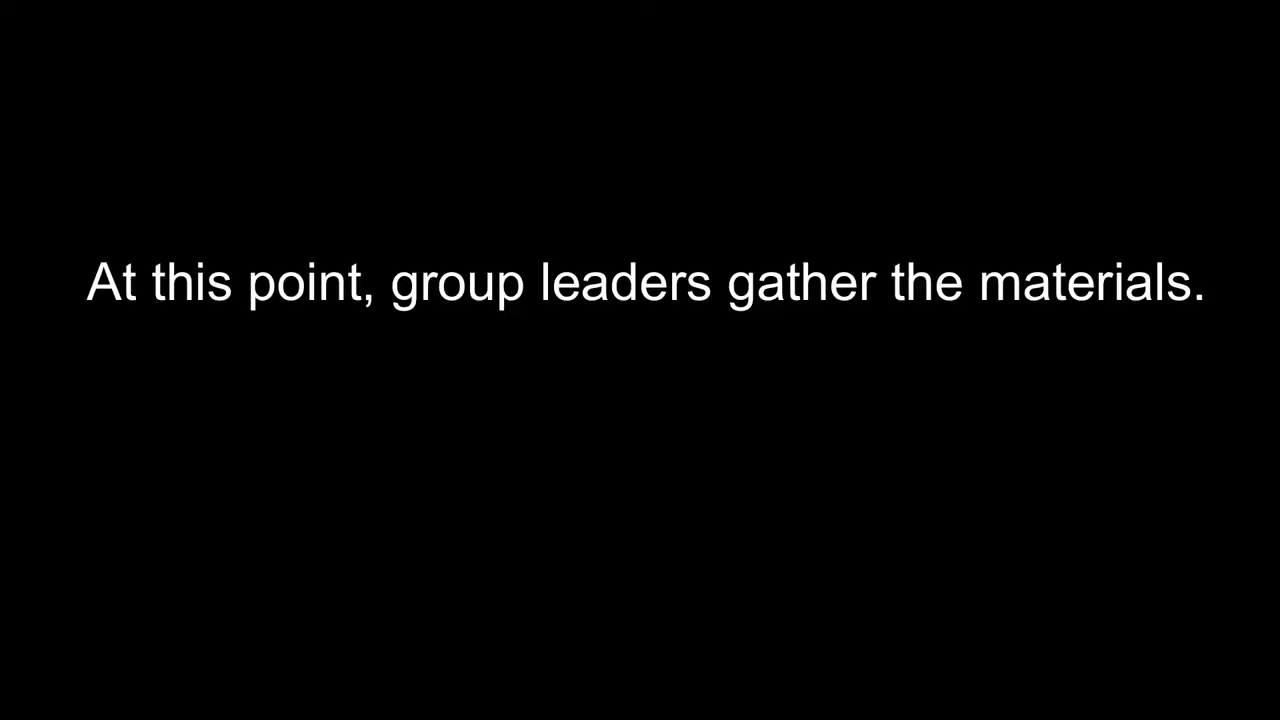 At this point, group leaders gather the materials.